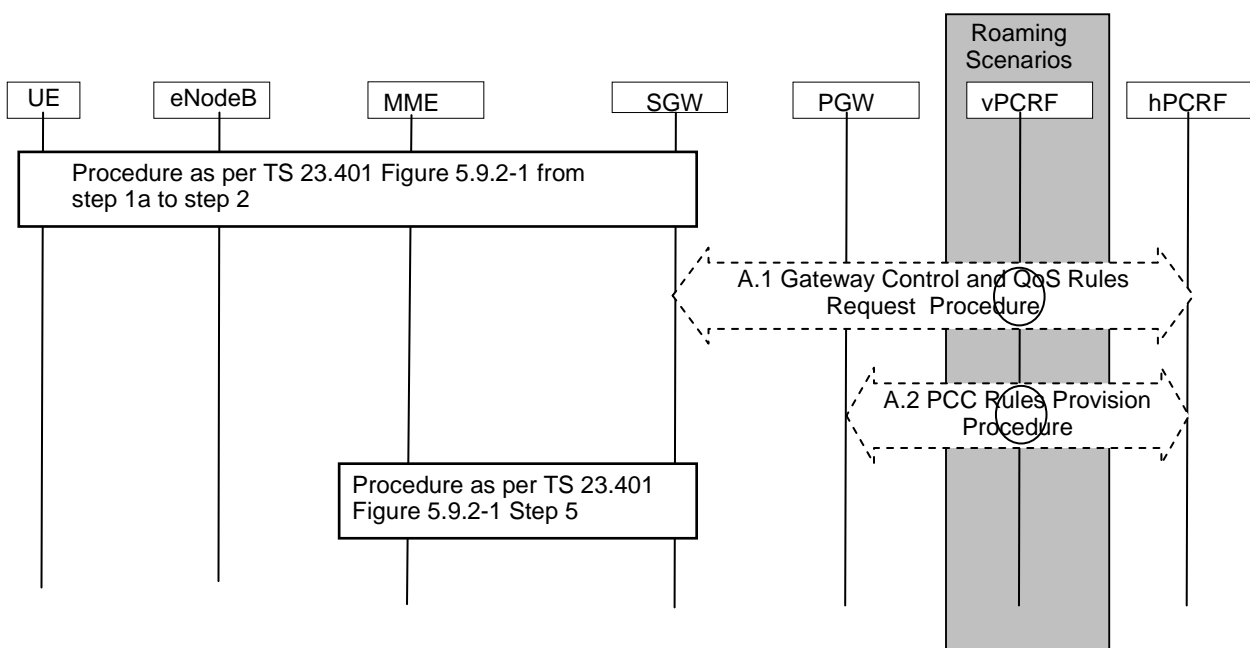 Roaming
Scenarios
UE
eNodeB
MME
SGW
PGW
vPCRF
hPCRF
Procedure as per TS 23.401 Figure 5.9.2-1 from
step 1a to step 2
A.1 Gateway Control and QoS Rules
Request Procedure
A.2 PCC Rules Provision
Procedure
Procedure as per TS 23.401
Figure 5.9.2-1 Step 5